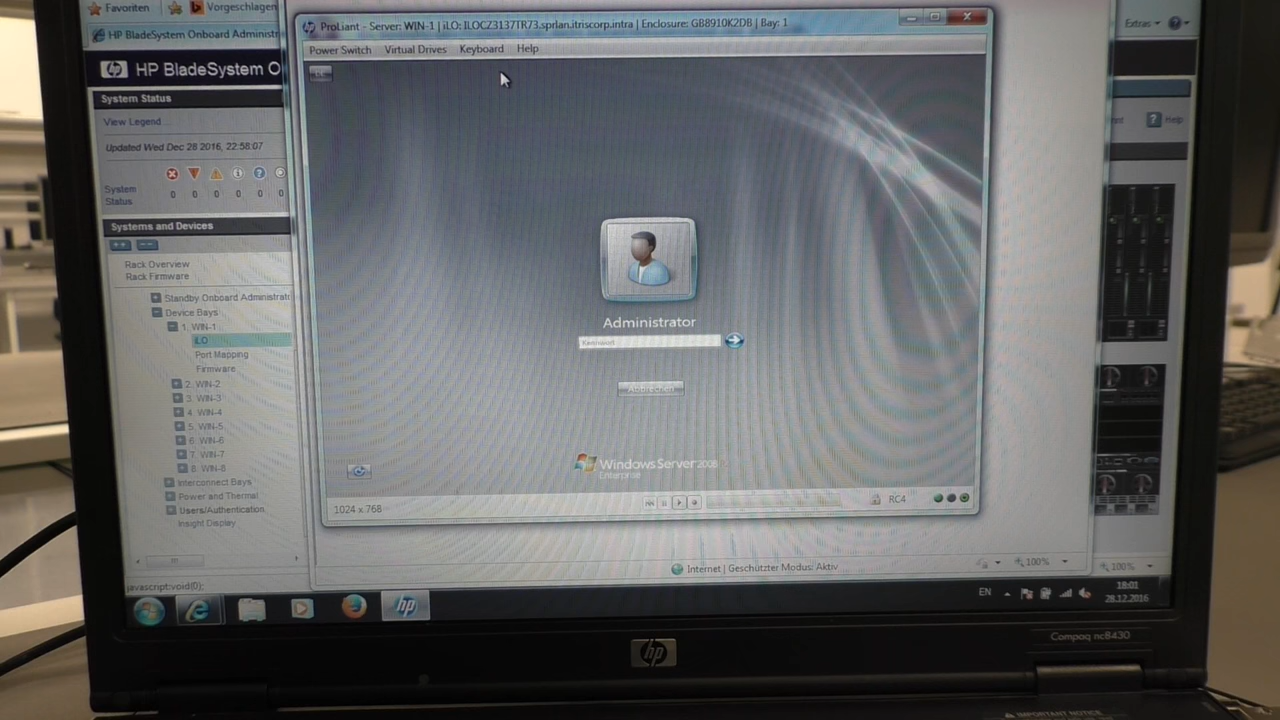 Favoriten
Vorgeschlagen
HP BladeSystem Onboard Administr
Extras
ProLiant - Server: WIN-1 | iLO: ILOCZ3137TR73.sprlan.itriscorp.intra | Enclosure: GB8910K2DB | Bay: 1
Power Switch Virtual Drives Keyboard Help
hp HP BladeSystem O
System Status
View Legend...
Updated Wed Dec 28 2016, 22:58:07
System Status
0 0 0 0 0 0
Help
Systems and Devices
Rack Overview
Rack Firmware
Standby Onboard Administrato
Device Bays
1. WIN-1
iLO
Port Mapping
Firmware
2. WIN-2
3. WIN-3
4. WIN-4
5. WIN-5
6. WIN-6
7. WIN-7
8. WIN-8
Interconnect Bays
Power and Thermal
Users/Authentication
Insight Display
Administrator
Kennwort
Abbrechen
Windows Server 2008
Enterprise
1024 x 768
RC4
Internet | Geschützter Modus: Aktiv
100%
100%
javascript:void(0);
EN
18:01
28.12.2016
hp
hp
Compaq nc8430
IMPORTANT NOTICE